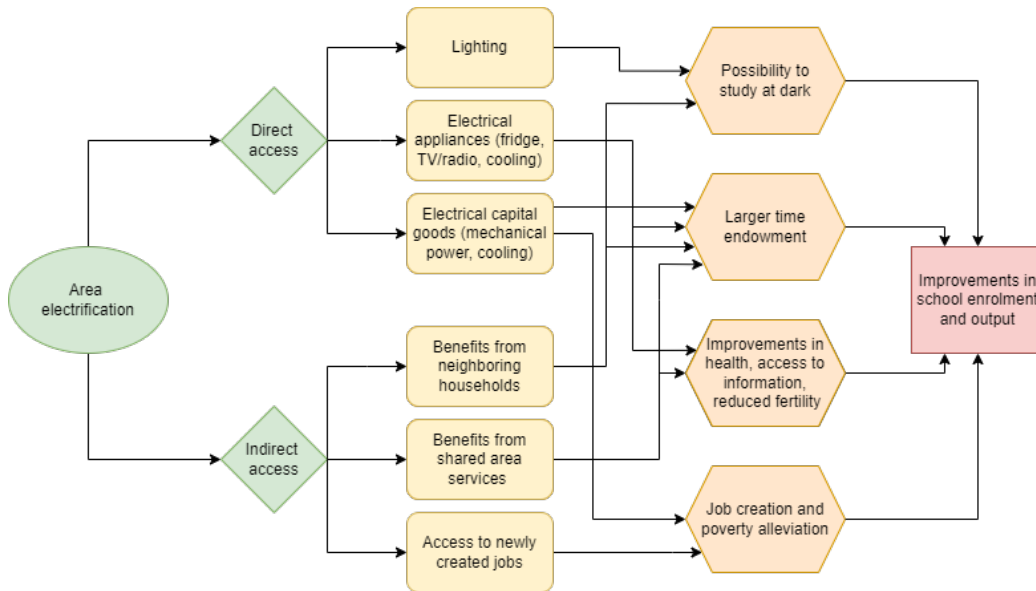 Lighting
Possibility to
study at dark
Direct
access
Electrical
appliances (fridge,
TV/radio, cooling)
Electrical capital
goods (mechanical
power, cooling)
Larger time
endowment
Area
electrification
Improvements in
school enrolment
and output
Benefits from
neighboring
households
Improvements in
health, access to
information,
reduced fertility
Indirect
access
Benefits from
shared area
services
Job creation and
poverty alleviation
Access to newly
created jobs